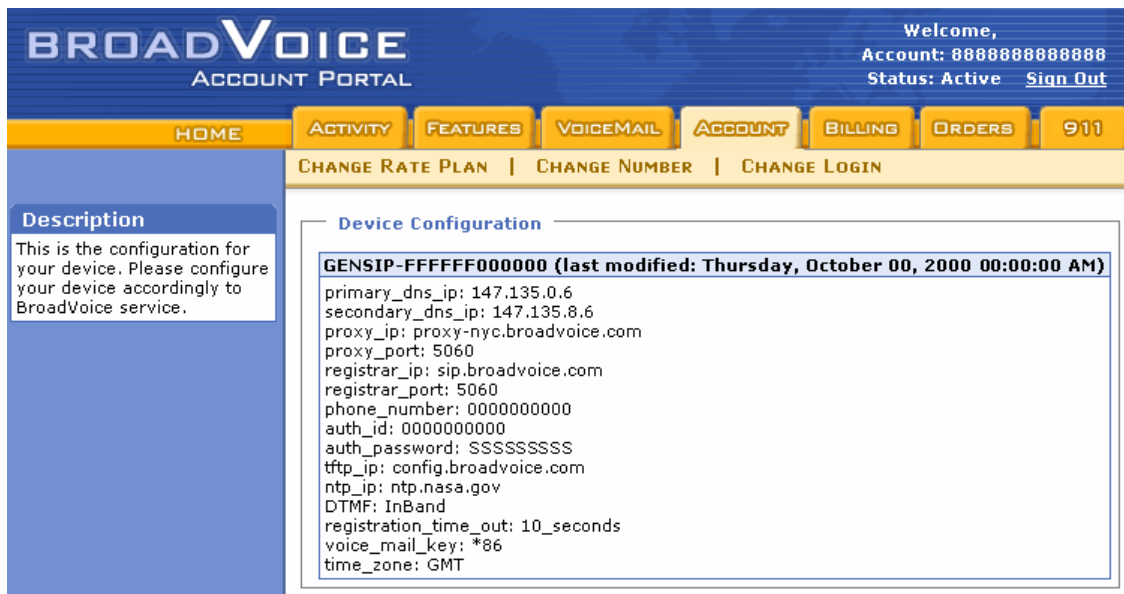 BROADVOICE
ACCOUNT PORTAL
Welcome,
Account: 8888888888888
Status: Active Sign Out
HOME
ACTIVITY FEATURES VOICEMAIL ACCOUNT BILLING ORDERS 911
CHANGE RATE PLAN | CHANGE NUMBER | CHANGE LOGIN
Description
This is the configuration for
your device. Please configure
your device accordingly to
BroadVoice service.
Device Configuration
GENSIP-FFFFFF000000 (last modified: Thursday, October 00, 2000 00:00:00 AM)
primary_dns_ip: 147.135.0.6
secondary_dns_ip: 147.135.8.6
proxy_ip: proxy-nyc.broadvoice.com
proxy_port: 5060
registrar_ip: sip.broadvoice.com
registrar_port: 5060
phone_number: 0000000000
auth_id: 0000000000
auth_password: SSSSSSSSS
tftp_ip: config.broadvoice.com
ntp_ip: ntp.nasa.gov
DTMF: InBand
registration_time_out: 10_seconds
voice_mail_key: *86
time_zone: GMT